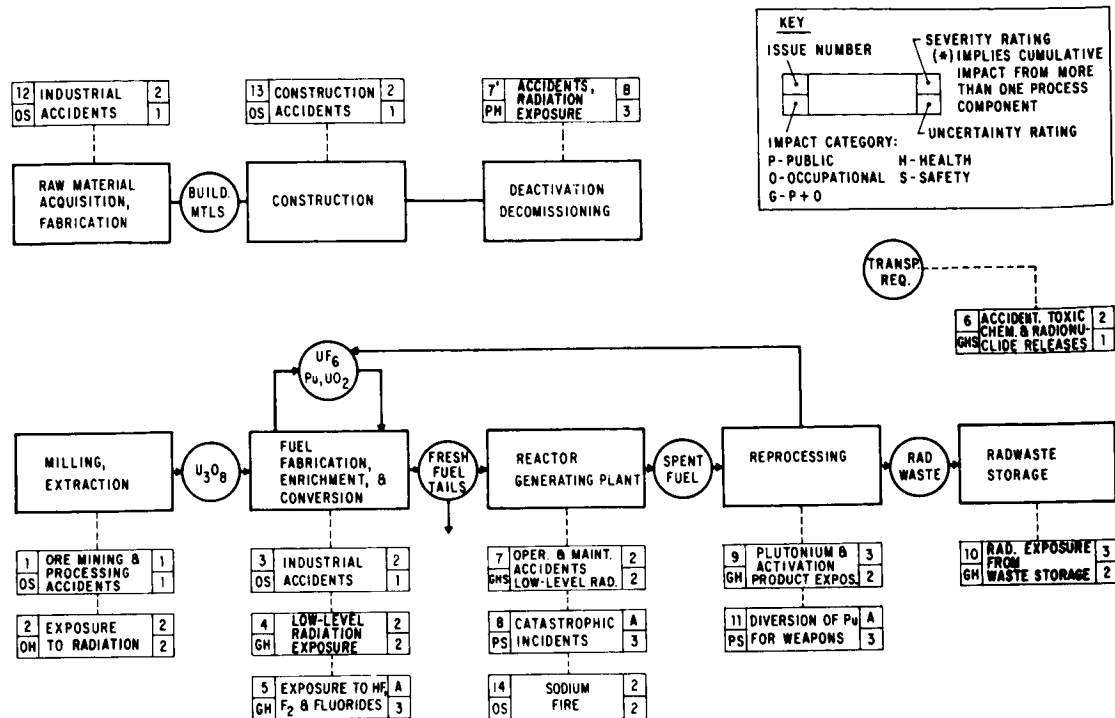 KEY
ISSUE NUMBER
SEVERITY RATING
(*) IMPLIES CUMULATIVE
IMPACT FROM MORE
THAN ONE PROCESS
COMPONENT
UNCERTAINTY RATING
IMPACT CATEGORY:
P-PUBLIC H-HEALTH
O-OCCUPATIONAL S-SAFETY
G-P+O
12 INDUSTRIAL 2
OS ACCIDENTS 1
13 CONSTRUCTION 2
OS ACCIDENTS 1
7' ACCIDENTS, B
RADIATION
PH EXPOSURE 3
RAW MATERIAL
ACQUISITION,
FABRICATION
BUILD.
MTLS
CONSTRUCTION
DEACTIVATION
DECOMISSIONING
TRANSP.
REQ.
6 ACCIDENT. TOXIC 2
CHEM. & RADIONU-
GHS CLIDE RELEASES 1
UF6
Pu, UO2
MILLING,
EXTRACTION
U3O8
FUEL
FABRICATION,
ENRICHMENT, &
CONVERSION
FRESH
FUEL
TAILS
REACTOR
GENERATING PLANT
SPENT
FUEL
REPROCESSING
RAD
WASTE
RADWASTE
STORAGE
1 ORE MINING & 1
PROCESSING
OS ACCIDENTS 1
2 EXPOSURE 2
OH TO RADIATION 2
3 INDUSTRIAL 2
OS ACCIDENTS 1
4 LOW-LEVEL 2
RADIATION
GH EXPOSURE 2
5 EXPOSURE TO HF, A
GH F2 & FLUORIDES 3
7 OPER. & MAINT. 2
ACCIDENTS
GHS LOW-LEVEL RAD. 2
8 CATASTROPHIC A
PS INCIDENTS 3
14 SODIUM 2
OS FIRE 2
9 PLUTONIUM & 3
ACTIVATION
GH PRODUCT EXPOS. 2
11 DIVERSION OF Pu A
PS FOR WEAPONS 3
10 RAD. EXPOSURE 3
FROM
GH WASTE STORAGE 2